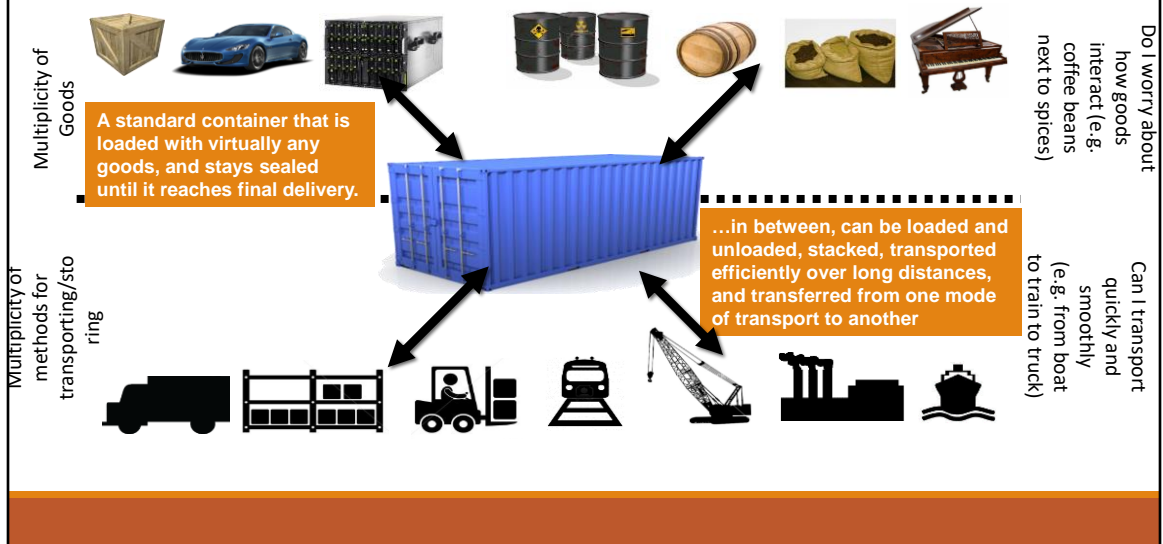 Multiplicity of
Goods
A standard container that is
loaded with virtually any
goods, and stays sealed
until it reaches final delivery.
Do I worry about
how goods
interact (e.g.
coffee beans
next to spices)
Multiplicity of
methods for
transporting/sto
ring
…in between, can be loaded and
unloaded, stacked, transported
efficiently over long distances,
and transferred from one mode
of transport to another
Can I transport
quickly and
smoothly
(e.g. from boat
to train to truck)